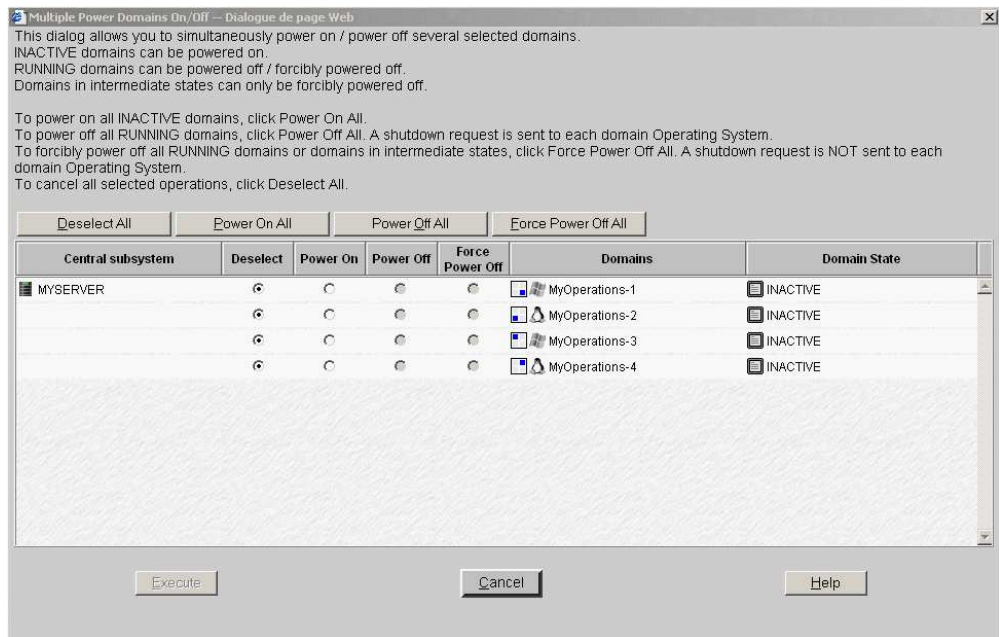 Multiple Power Domains On/Off -- Dialogue de page Web
This dialog allows you to simultaneously power on / power off several selected domains.
INACTIVE domains can be powered on.
RUNNING domains can be powered off / forcibly powered off.
Domains in intermediate states can only be forcibly powered off.
To power on all INACTIVE domains, click Power On All.
To power off all RUNNING domains, click Power Off All. A shutdown request is sent to each domain Operating System.
To forcibly power off all RUNNING domains or domains in intermediate states, click Force Power Off All. A shutdown request is NOT sent to each
domain Operating System.
To cancel all selected operations, click Deselect All.
Deselect All Power On All Power Off All Force Power Off All
Central subsystem Deselect Power On Power Off Force Power Off Domains Domain State
MYSERVER MyOperations-1 INACTIVE
MyOperations-2 INACTIVE
MyOperations-3 INACTIVE
MyOperations-4 INACTIVE
Execute Cancel Help